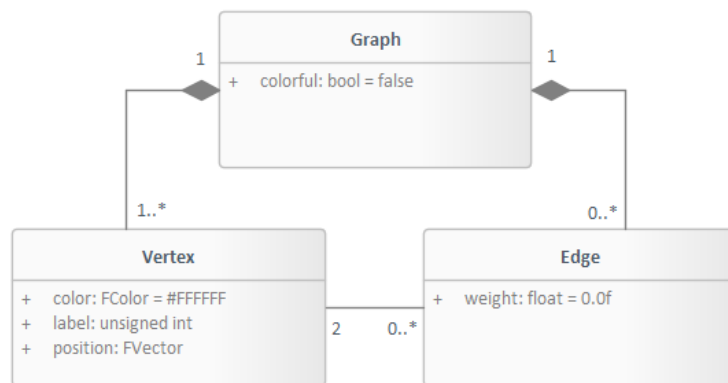 Graph
1
1
+ colorful: bool = false
1..*
0..*
Vertex
+ color: FColor = #FFFFFF
+ label: unsigned int
+ position: FVector
2
0..*
Edge
+ weight: float = 0.0f